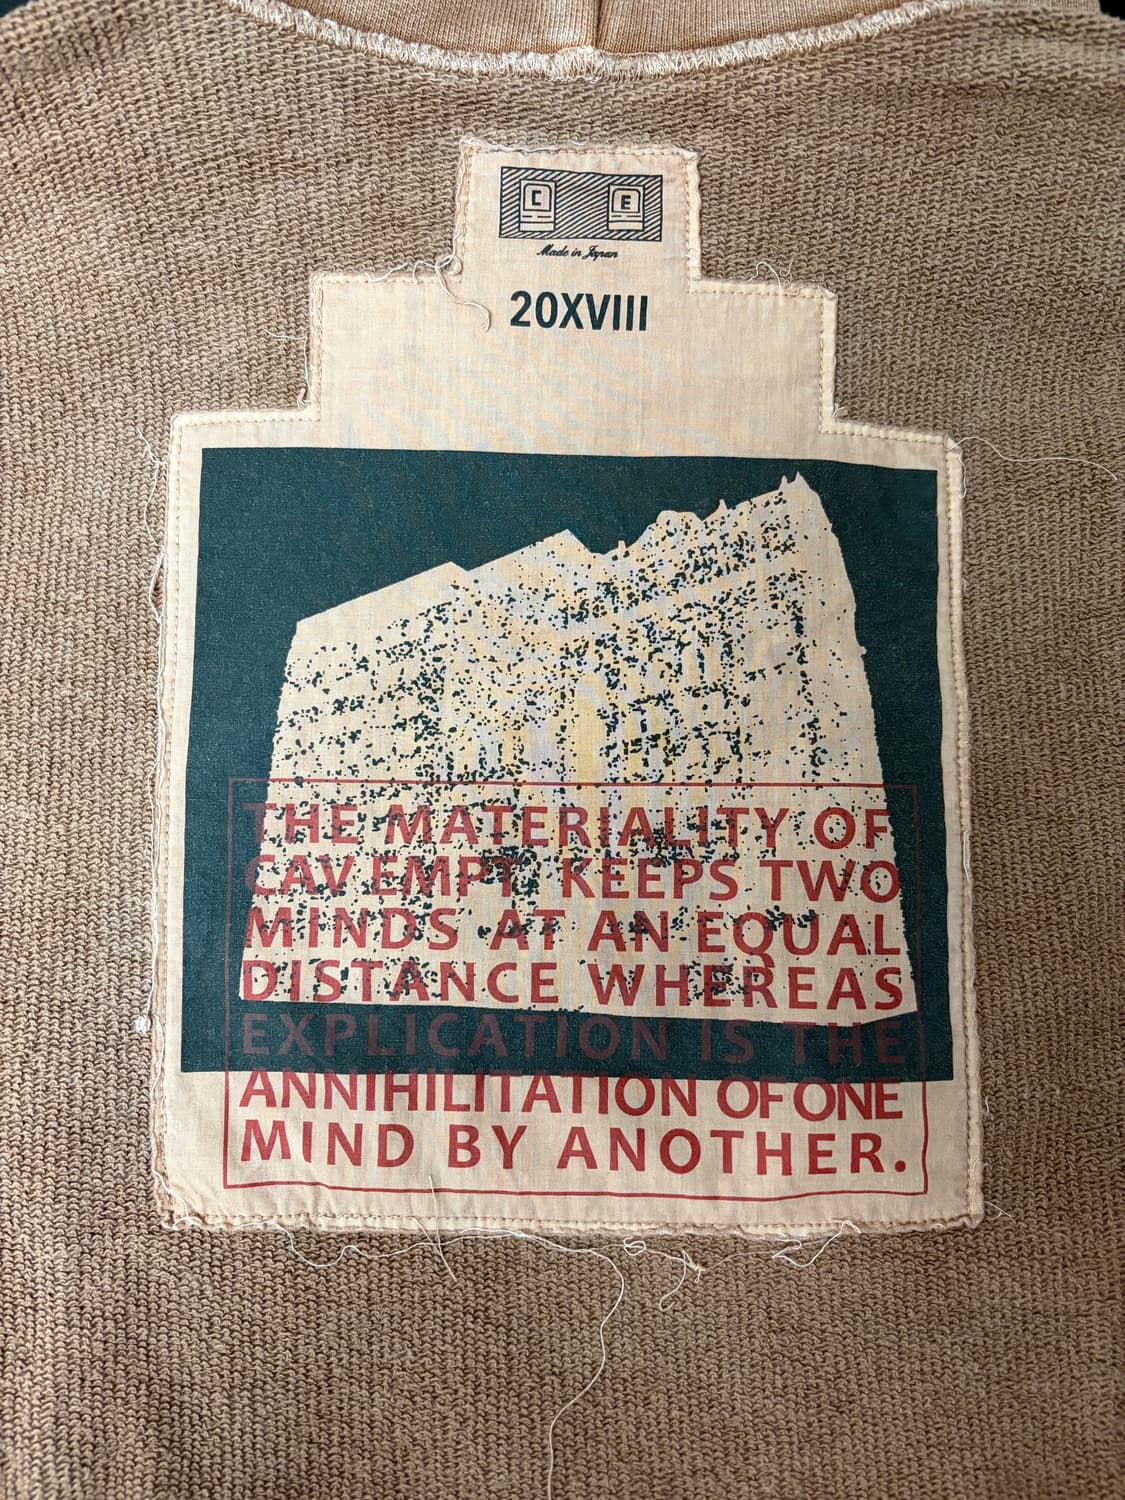 C E
Made in Japan
20XVIII
THE MATERIALITY OF
CAV EMPT KEEPS TWO
MINDS AT AN EQUAL
DISTANCE WHEREAS
EXPLICATION IS THE
ANNIHILITATION OF ONE
MIND BY ANOTHER.